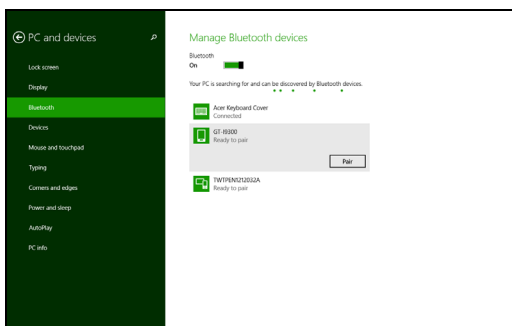 PC and devices
Lock screen
Display
Bluetooth
Devices
Mouse and touchpad
Typing
Corners and edges
Power and sleep
AutoPlay
PC info
Manage Bluetooth devices
Bluetooth
On
Your PC is searching for and can be discovered by Bluetooth devices.
Acer Keyboard Cover
Connected
GT-I9300
Ready to pair
Pair
TWTPEN1212032A
Ready to pair